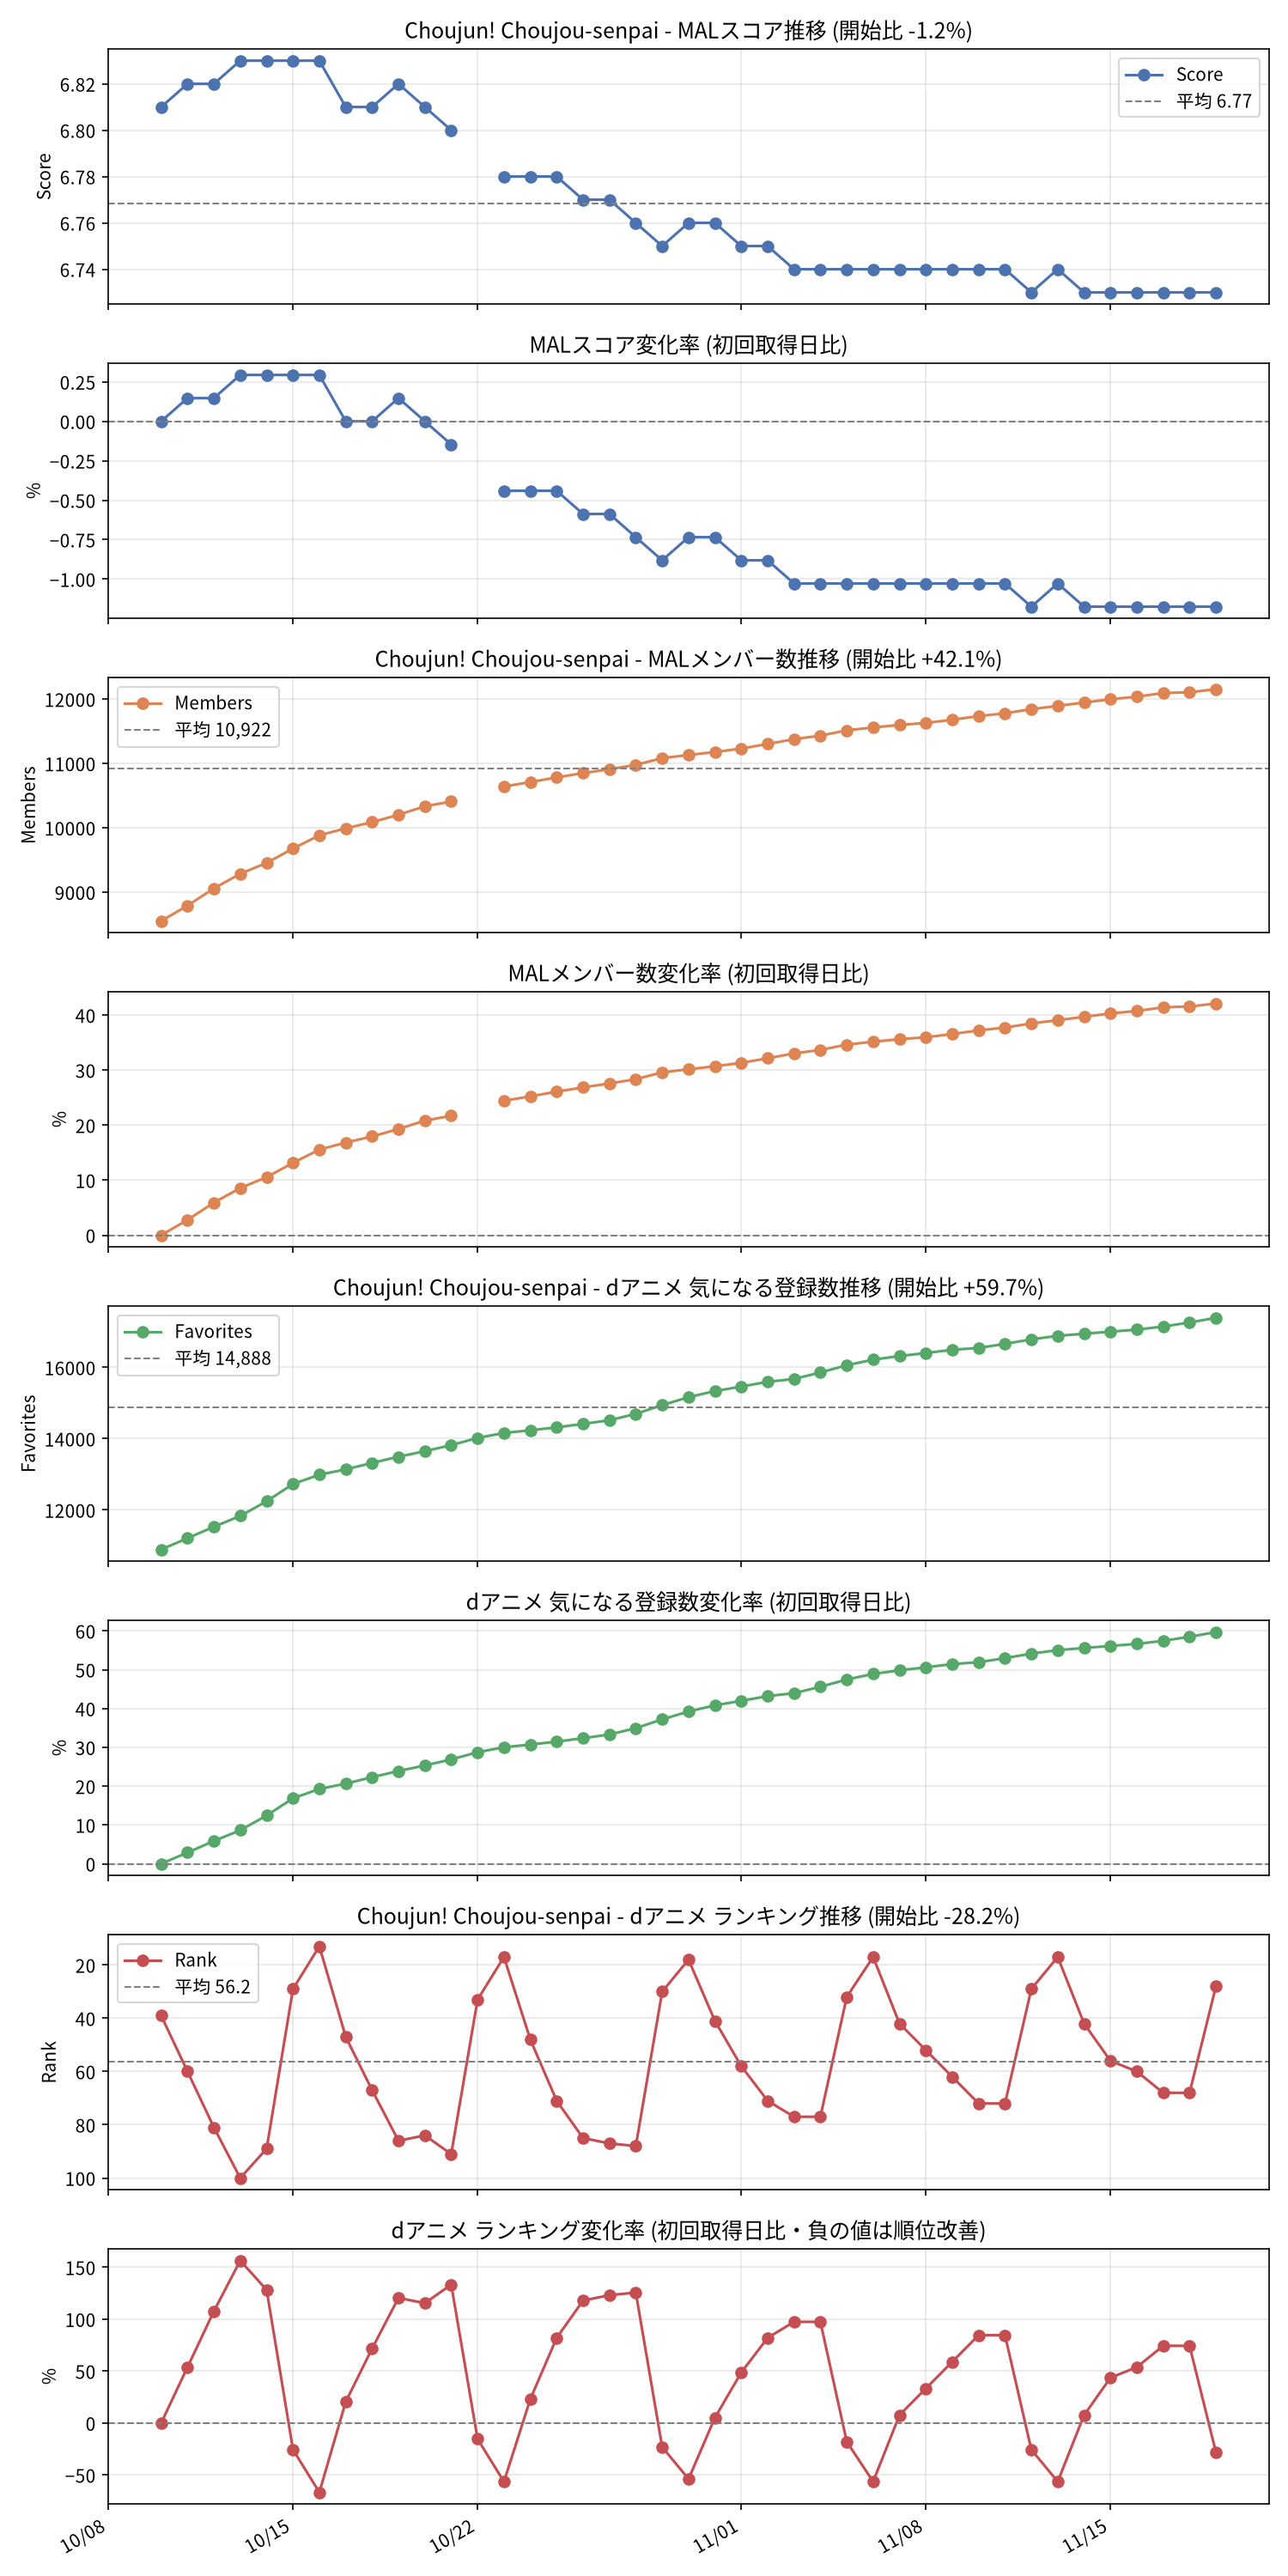 Choujun! Choujou-senpai - MALスコア推移 (開始比 -1.2%)
Score
平均 6.77
Score
6.82
6.80
6.78
6.76
6.74
MALスコア変化率 (初回取得日比)
%
0.25
0.00
−0.25
−0.50
−0.75
−1.00
Choujun! Choujou-senpai - MALメンバー数推移 (開始比 +42.1%)
Members
平均 10,922
Members
12000
11000
10000
9000
MALメンバー数変化率 (初回取得日比)
%
40
30
20
10
0
Choujun! Choujou-senpai - dアニメ 気になる登録数推移 (開始比 +59.7%)
Favorites
平均 14,888
Favorites
16000
14000
12000
dアニメ 気になる登録数変化率 (初回取得日比)
%
60
50
40
30
20
10
0
Choujun! Choujou-senpai - dアニメ ランキング推移 (開始比 -28.2%)
Rank
平均 56.2
Rank
20
40
60
80
100
dアニメ ランキング変化率 (初回取得日比・負の値は順位改善)
%
150
100
50
0
−50
10/08
10/15
10/22
11/01
11/08
11/15